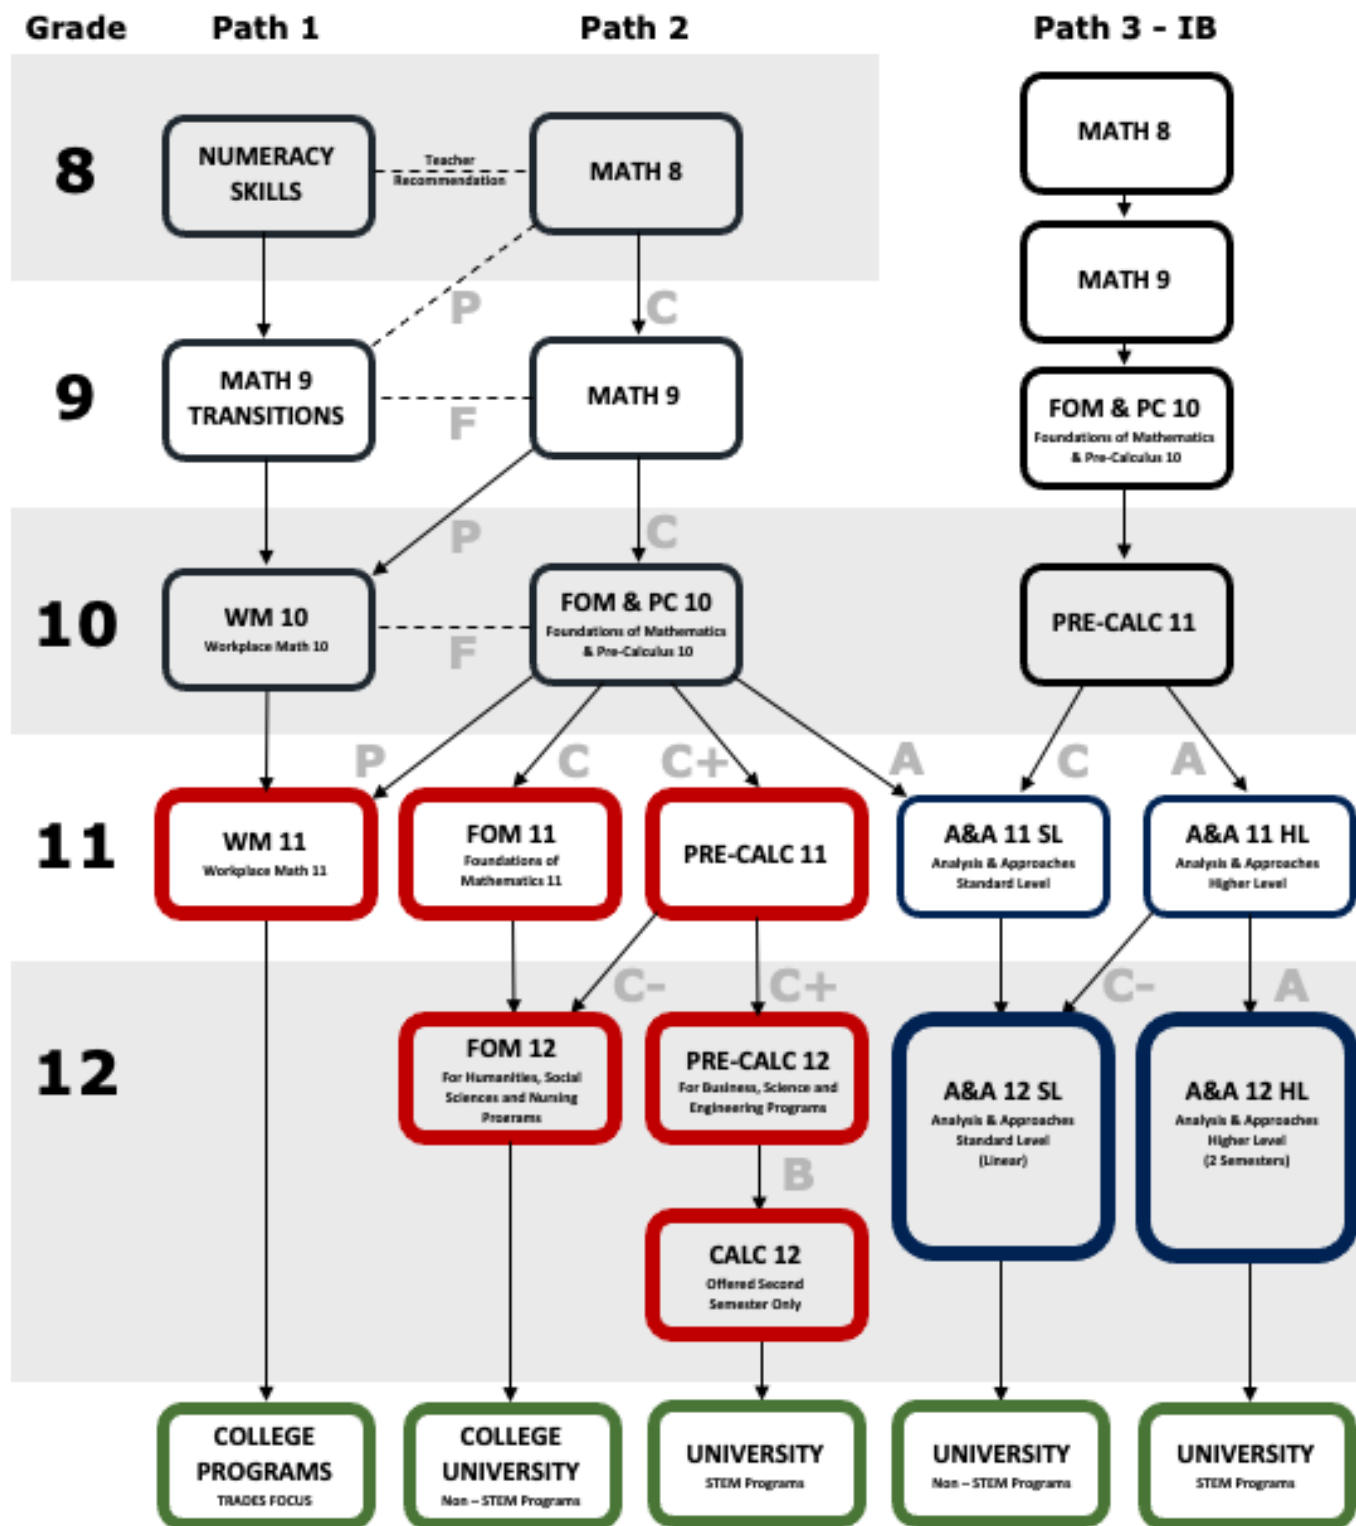 Grade Path 1 Path 2 Path 3 - IB
8
NUMERACY
SKILLS
Teacher
Recommendation
MATH 8
MATH 8
P
C
MATH 9
9
MATH 9
TRANSITIONS
F
MATH 9
FOM & PC 10
Foundations of Mathematics
& Pre-Calculus 10
P
C
10
WM 10
Workplace Math 10
F
FOM & PC 10
Foundations of Mathematics
& Pre-Calculus 10
PRE-CALC 11
P
C
C+
A
C
A
11
WM 11
Workplace Math 11
FOM 11
Foundations of
Mathematics 11
PRE-CALC 11
A&A 11 SL
Analysis & Approaches
Standard Level
A&A 11 HL
Analysis & Approaches
Higher Level
C-
C+
C-
A
12
FOM 12
For Humanities, Social
Sciences and Nursing
Programs
PRE-CALC 12
For Business, Science and
Engineering Programs
A&A 12 SL
Analysis & Approaches
Standard Level
(Linear)
A&A 12 HL
Analysis & Approaches
Higher Level
(2 Semesters)
B
CALC 12
Offered Second
Semester Only
COLLEGE
PROGRAMS
TRADES FOCUS
COLLEGE
UNIVERSITY
Non – STEM Programs
UNIVERSITY
STEM Programs
UNIVERSITY
Non – STEM Programs
UNIVERSITY
STEM Programs